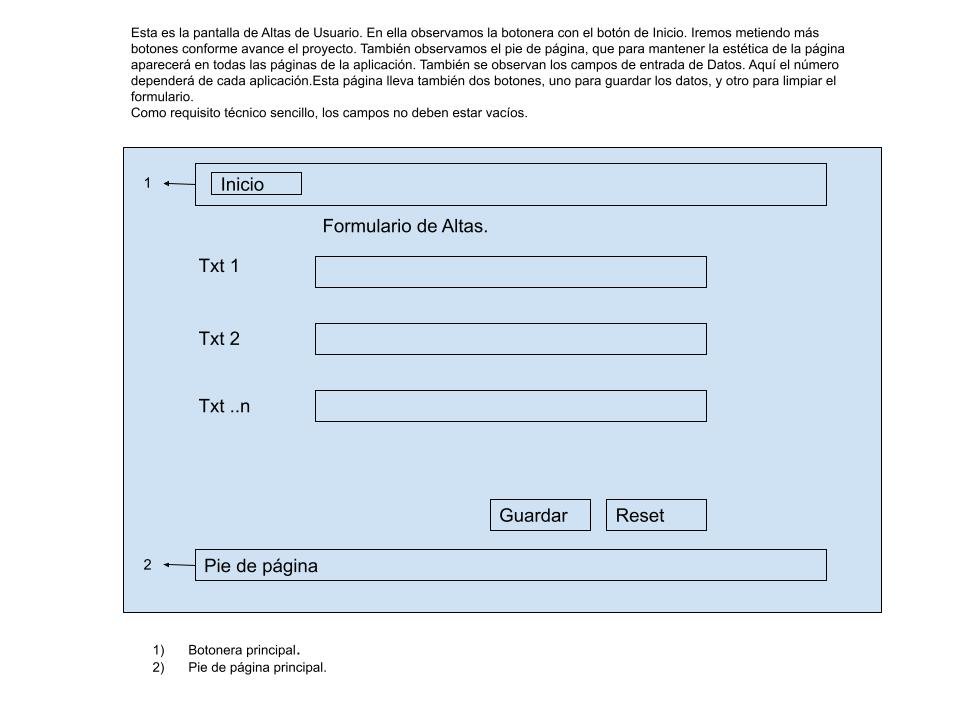 Esta es la pantalla de Altas de Usuario. En ella observamos la botonera con el botón de Inicio. Iremos metiendo más
botones conforme avance el proyecto. También observamos el pie de página, que para mantener la estética de la página
aparecerá en todas las páginas de la aplicación. También se observan los campos de entrada de Datos. Aquí el número
dependerá de cada aplicación.Esta página lleva también dos botones, uno para guardar los datos, y otro para limpiar el
formulario.
Como requisito técnico sencillo, los campos no deben estar vacíos.
1
Inicio
Formulario de Altas.
Txt 1
Txt 2
Txt ..n
Guardar
Reset
2
Pie de página
1) Botonera principal.
2) Pie de página principal.